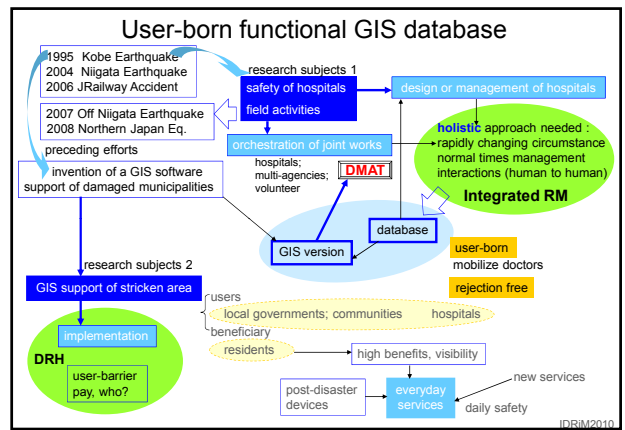 User-born functional GIS database
1995 Kobe Earthquake
2004 Niigata Earthquake
2006 JRailway Accident
2007 Off Niigata Earthquake
2008 Northern Japan Eq.
preceding efforts
invention of a GIS software
support of damaged municipalities
research subjects 1
safety of hospitals
field activities
design or management of hospitals
orchestration of joint works
hospitals;
multi-agencies;
volunteer
DMAT
holistic approach needed :
rapidly changing circumstance
normal times management
interactions (human to human)
Integrated RM
database
GIS version
user-born
mobilize doctors
rejection free
research subjects 2
GIS support of stricken area
implementation
DRH
user-barrier
pay, who?
users
local governments; communities hospitals
beneficiary
residents
high benefits, visibility
post-disaster
devices
everyday
services
new services
daily safety
IDRiM2010